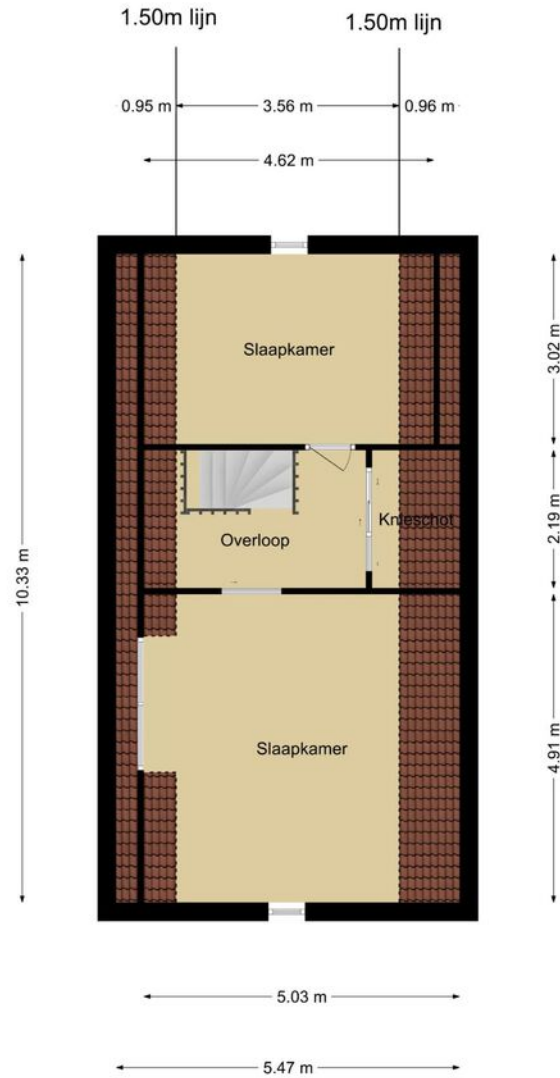 1.50m lijn 1.50m lijn
0.95 m 3.56 m 0.96 m
4.62 m
Slaapkamer
3.02 m
Knieschot
2.19 m
Overloop
10.33 m
Slaapkamer
4.91 m
5.03 m
5.47 m